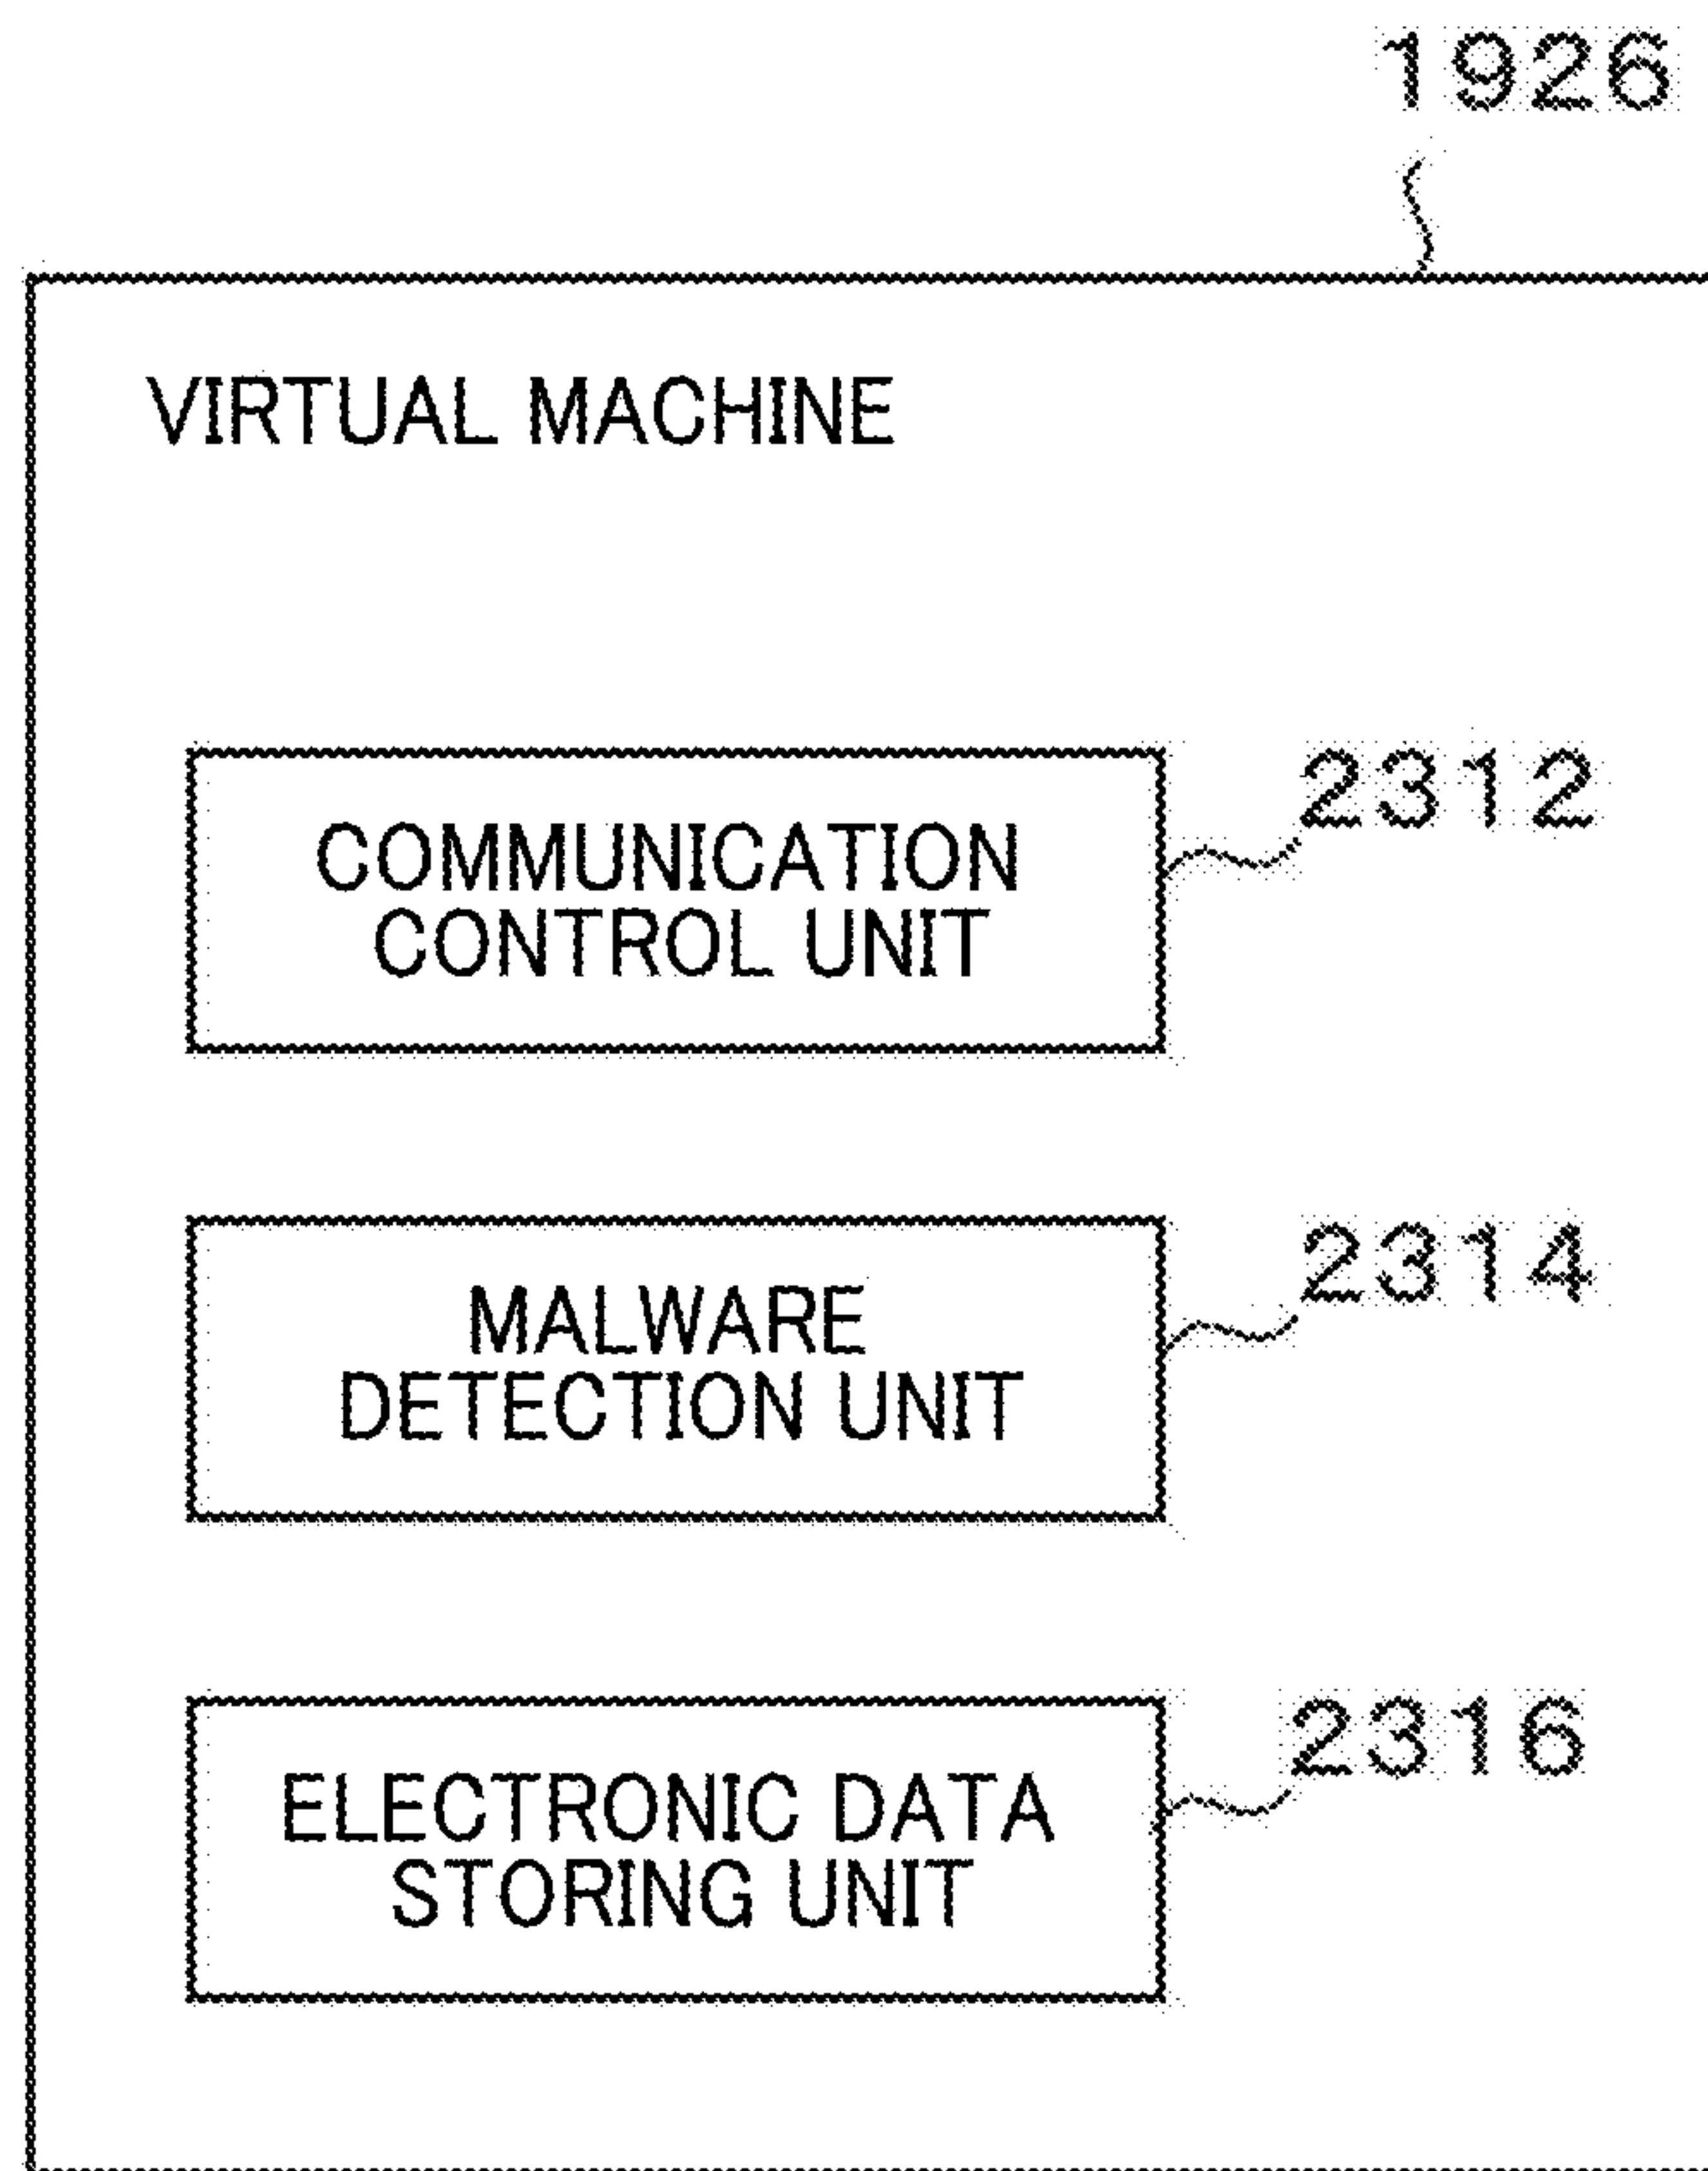 1926
VIRTUAL MACHINE
COMMUNICATION
CONTROL UNIT
2312
MALWARE
DETECTION UNIT
2314
ELECTRONIC DATA
STORING UNIT
2316